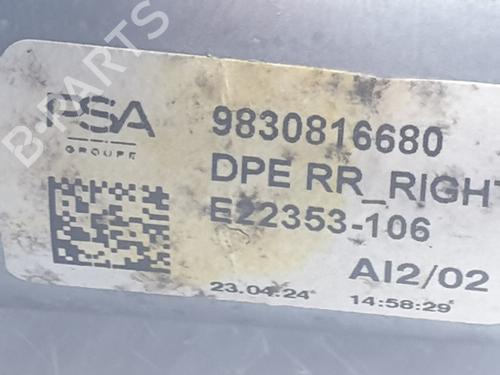 B-PARTS
PSA
GROUPE
9830816680
DPE RR_RIGHT
E22353-106
AI2/02
23.04.24
14:58:29